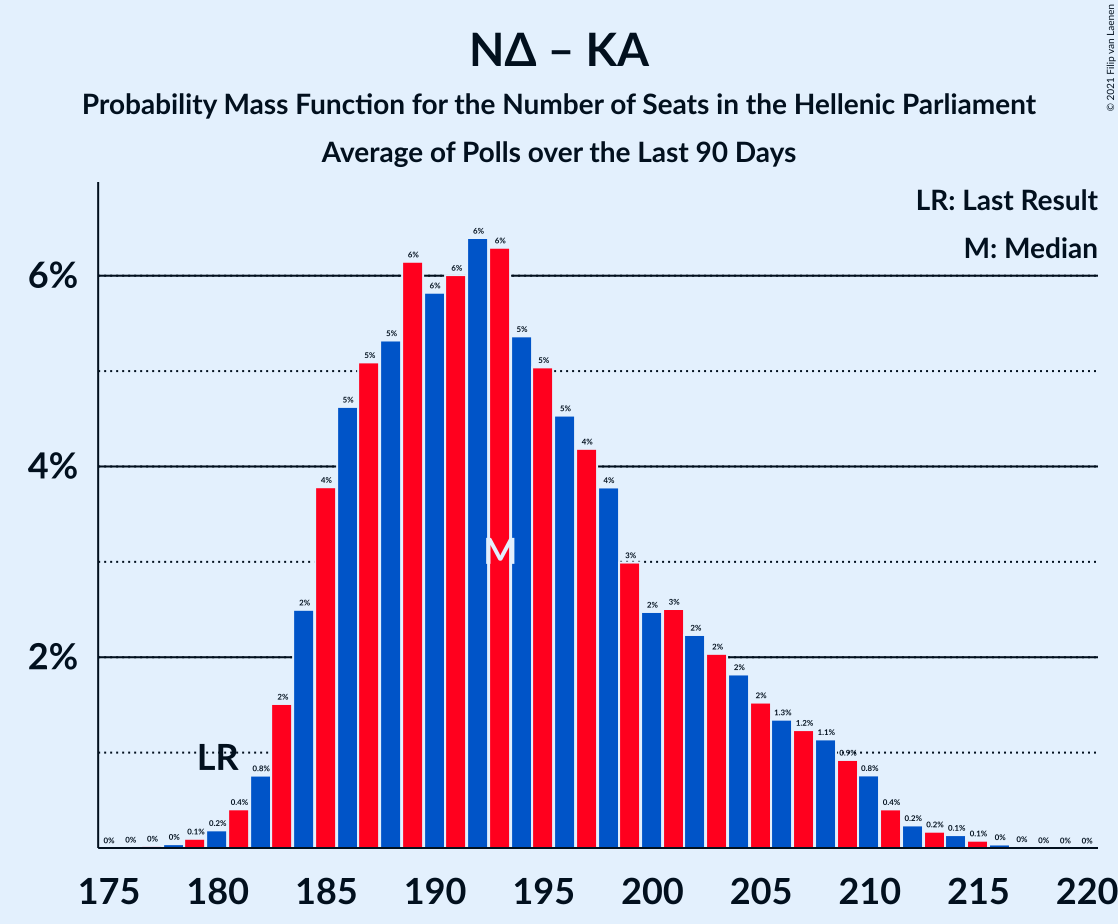 © 2021 Filip van Laenen
NΔ – KA
Probability Mass Function for the Number of Seats in the Hellenic Parliament
Average of Polls over the Last 90 Days
LR: Last Result
M: Median
6%
4%
2%
0% 0% 0% 0% 0.1% 0.2% 0.4% 0.8% 2% 2% 4% 5% 5% 5% 6% 6% 6% 6% 6% 5% 5% 5% 4% 4% 3% 2% 3% 2% 2% 2% 2% 1.3% 1.2% 1.1% 0.9% 0.8% 0.4% 0.2% 0.2% 0.1% 0.1% 0% 0% 0% 0% 0%
M
LR
175 180 185 190 195 200 205 210 215 220